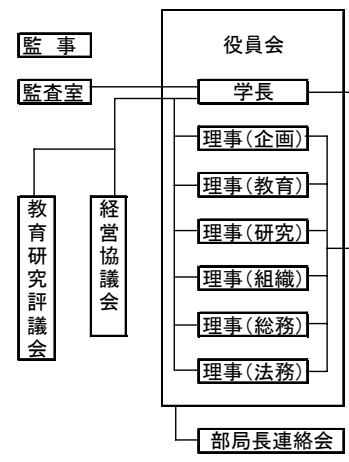 監 事
役員会
監査室
学長
理事(企画)
理事(教育)
理事(研究)
理事(組織)
理事(総務)
理事(法務)
教育研究評議会
経営協議会
部局長連絡会